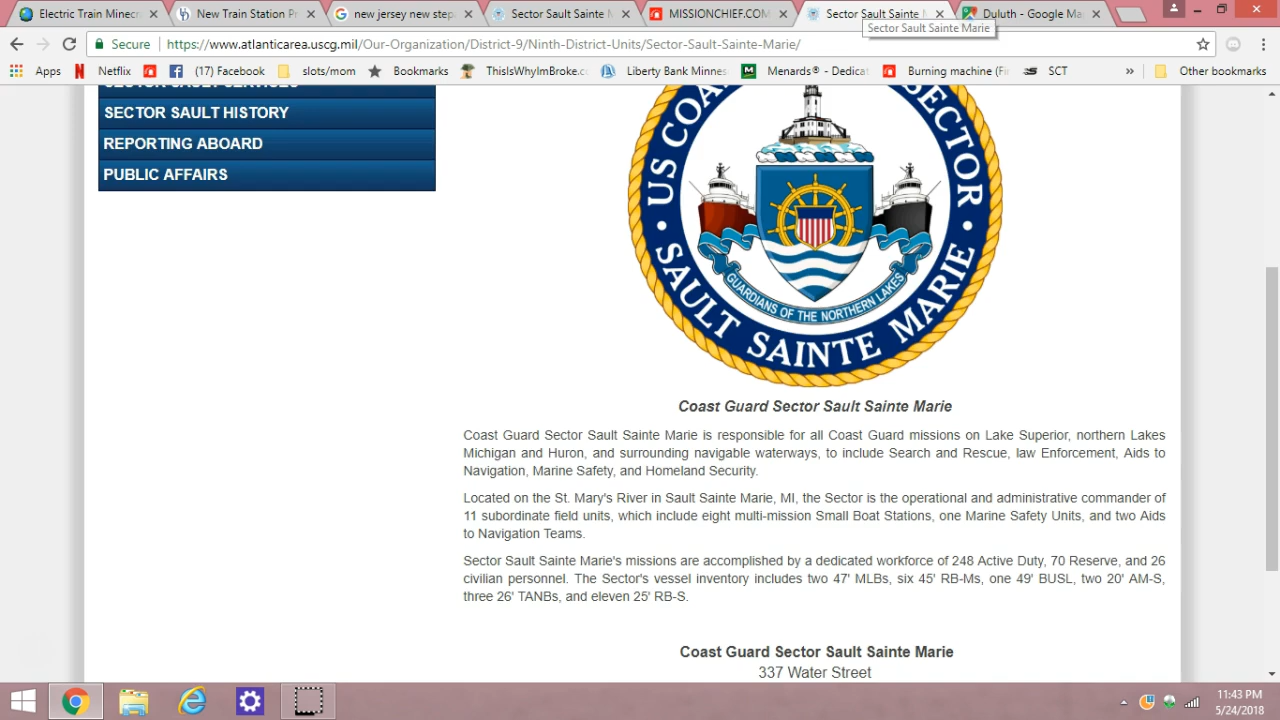 Electric Train Minecr
New Train Station Pr
new jersey new step
Sector Sault Sainte M
MISSIONCHIEF.COM
Sector Sault Sainte
Duluth - Google Ma
Sector Sault Sainte Marie
Secure
https://www.atlanticarea.uscg.mil/Our-Organization/District-9/Ninth-District-Units/Sector-Sault-Sainte-Marie/
Apps
Netflix
(17) Facebook
slots/mom
Bookmarks
ThisIsWhyImBroke.c
Liberty Bank Minnes
Menards® - Dedicat
Burning machine (Fi
SCT
»
Other bookmarks
SECTOR SAULT SERVICES
SECTOR SAULT HISTORY
REPORTING ABOARD
PUBLIC AFFAIRS
US COA
SECTOR
GUARDIANS OF THE NORTHERN LAKES
SAULT SAINTE MARIE
Coast Guard Sector Sault Sainte Marie
Coast Guard Sector Sault Sainte Marie is responsible for all Coast Guard missions on Lake Superior, northern Lakes
Michigan and Huron, and surrounding navigable waterways, to include Search and Rescue, law Enforcement, Aids to
Navigation, Marine Safety, and Homeland Security.
Located on the St. Mary's River in Sault Sainte Marie, MI, the Sector is the operational and administrative commander of
11 subordinate field units, which include eight multi-mission Small Boat Stations, one Marine Safety Units, and two Aids
to Navigation Teams.
Sector Sault Sainte Marie's missions are accomplished by a dedicated workforce of 248 Active Duty, 70 Reserve, and 26
civilian personnel. The Sector's vessel inventory includes two 47' MLBs, six 45' RB-Ms, one 49' BUSL, two 20' AM-S,
three 26' TANBs, and eleven 25' RB-S.
Coast Guard Sector Sault Sainte Marie
337 Water Street
11:43 PM
5/24/2018